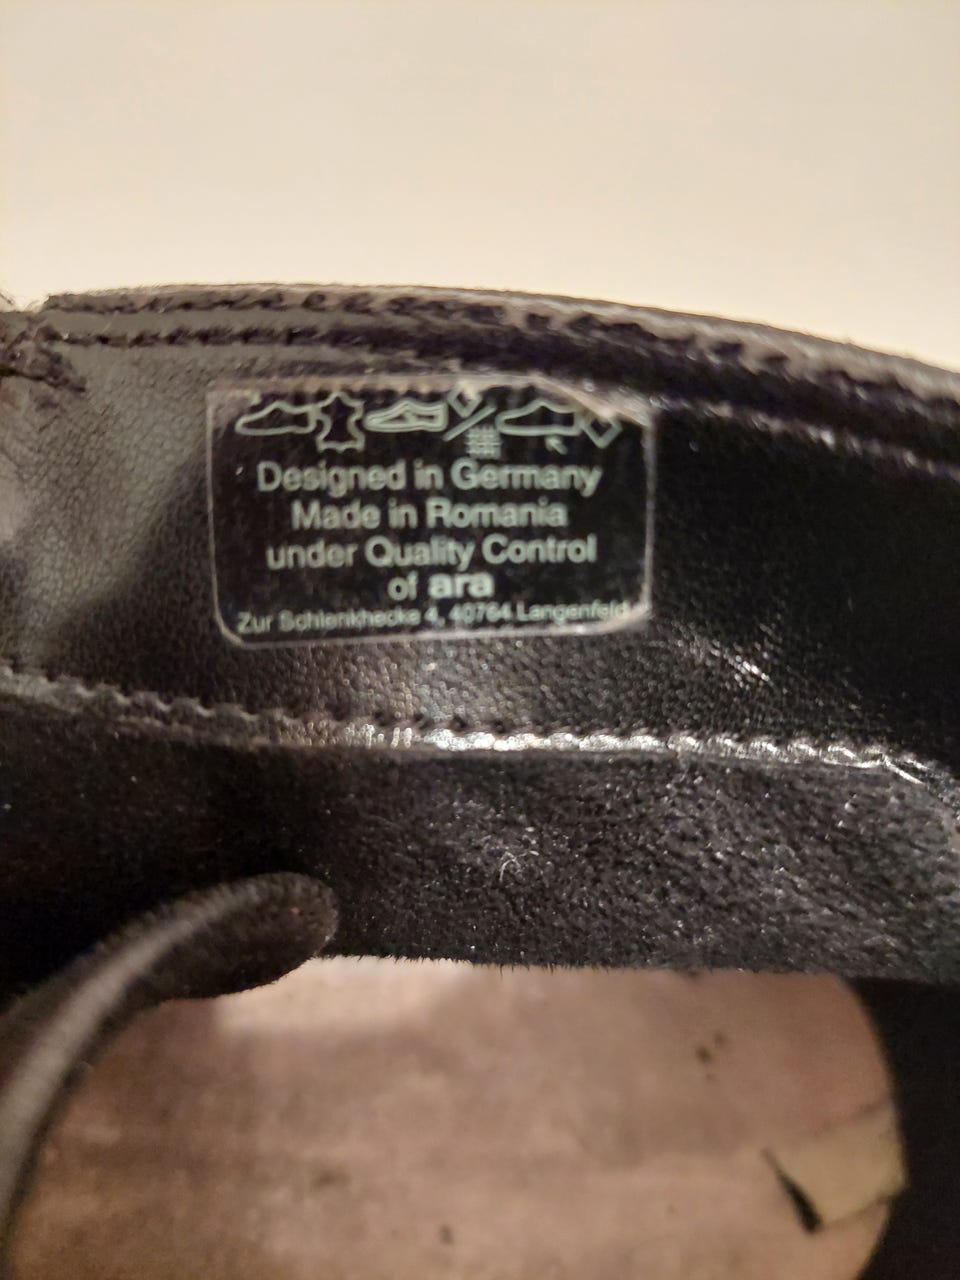 Designed in Germany
Made in Romania
under Quality Control
of ara
Zur Schlenkhecke 4, 40764 Langenfeld